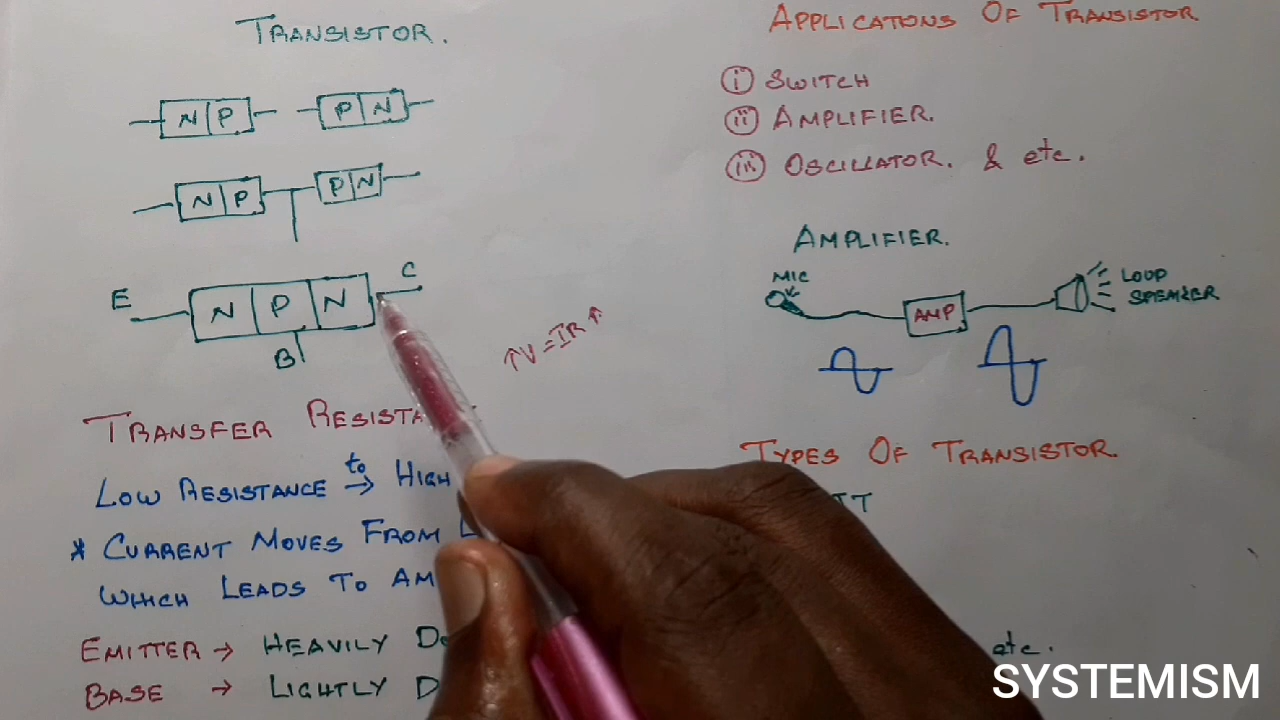 TRANSISTOR.
N P P N
N P P N
E N P N C
B
↑V=IR↑
TRANSFER RESISTA
LOW RESISTANCE to → HIGH
* CURRENT MOVES FROM L
WHICH LEADS TO AM
EMITTER → HEAVILY DO
BASE → LIGHTLY D
APPLICATIONS OF TRANSISTOR
(i) SWITCH
(ii) AMPLIFIER.
(iii) OSCILLATOR. & etc.
AMPLIFIER.
MIC
AMP
LOUD
SPEAKER
TYPES OF TRANSISTOR.
etc.
SYSTEMISM